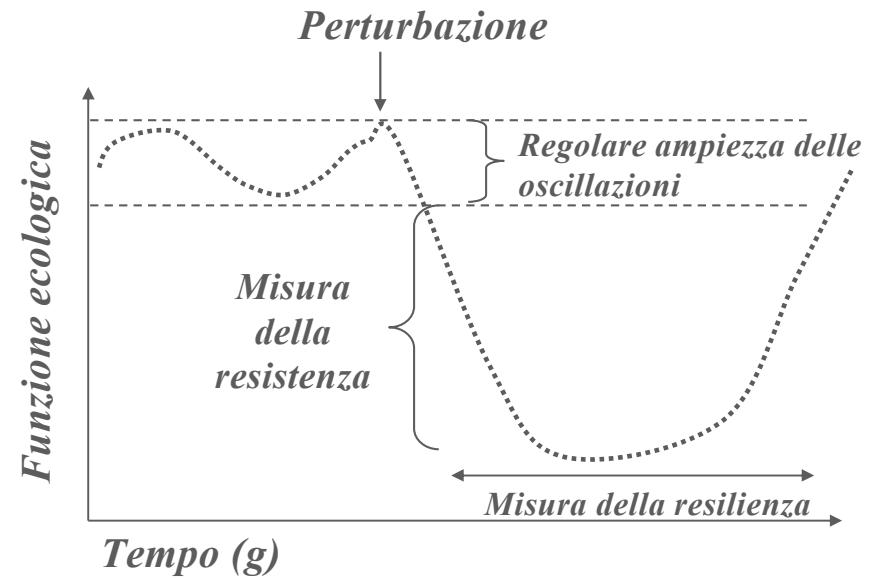 Perturbazione
Regolare ampiezza delle
oscillazioni
Funzione ecologica
Misura
della
resistenza
Misura della resilienza
Tempo (g)